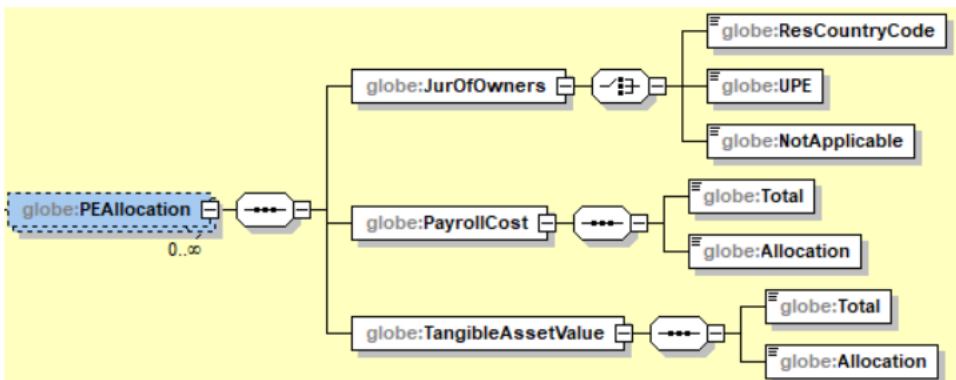 globe:ResCountryCode
globe:JurOfOwners
globe:UPE
globe:NotApplicable
globe:PEAllocation
0..∞
globe:PayrollCost
globe:Total
globe:Allocation
globe:TangibleAssetValue
globe:Total
globe:Allocation